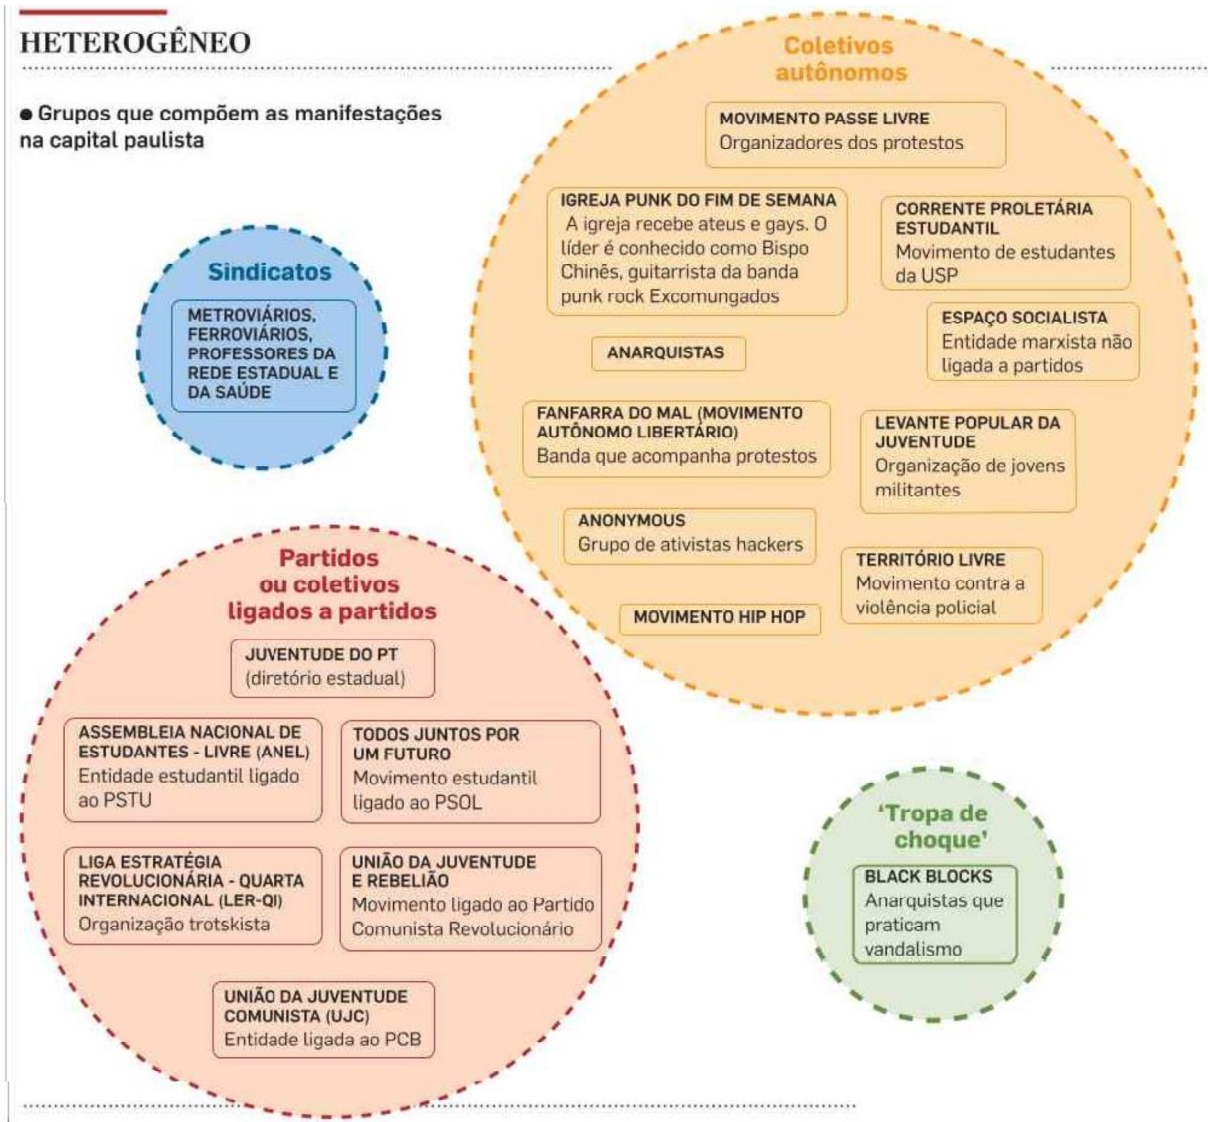 HETEROGÊNEO
● Grupos que compõem as manifestações
na capital paulista
Sindicatos
METROVIÁRIOS,
FERROVIÁRIOS,
PROFESSORES DA
REDE ESTADUAL E
DA SAÚDE
Coletivos
autônomos
MOVIMENTO PASSE LIVRE
Organizadores dos protestos
IGREJA PUNK DO FIM DE SEMANA
A igreja recebe ateus e gays. O
líder é conhecido como Bispo
Chinês, guitarrista da banda
punk rock Excomungados
CORRENTE PROLETÁRIA
ESTUDANTIL
Movimento de estudantes
da USP
ANARQUISTAS
ESPAÇO SOCIALISTA
Entidade marxista não
ligada a partidos
FANFARRA DO MAL (MOVIMENTO
AUTÔNOMO LIBERTÁRIO)
Banda que acompanha protestos
LEVANTE POPULAR DA
JUVENTUDE
Organização de jovens
militantes
ANONYMOUS
Grupo de ativistas hackers
TERRITÓRIO LIVRE
Movimento contra a
violência policial
MOVIMENTO HIP HOP
Partidos
ou coletivos
ligados a partidos
JUVENTUDE DO PT
(diretório estadual)
ASSEMBLEIA NACIONAL DE
ESTUDANTES - LIVRE (ANEL)
Entidade estudantil ligado
ao PSTU
TODOS JUNTOS POR
UM FUTURO
Movimento estudantil
ligado ao PSOL
LIGA ESTRATÉGIA
REVOLUCIONÁRIA - QUARTA
INTERNACIONAL (LER-QI)
Organização trotskista
UNIÃO DA JUVENTUDE
E REBELIÃO
Movimento ligado ao Partido
Comunista Revolucionário
UNIÃO DA JUVENTUDE
COMUNISTA (UJC)
Entidade ligada ao PCB
'Tropa de
choque'
BLACK BLOCKS
Anarquistas que
praticam
vandalismo